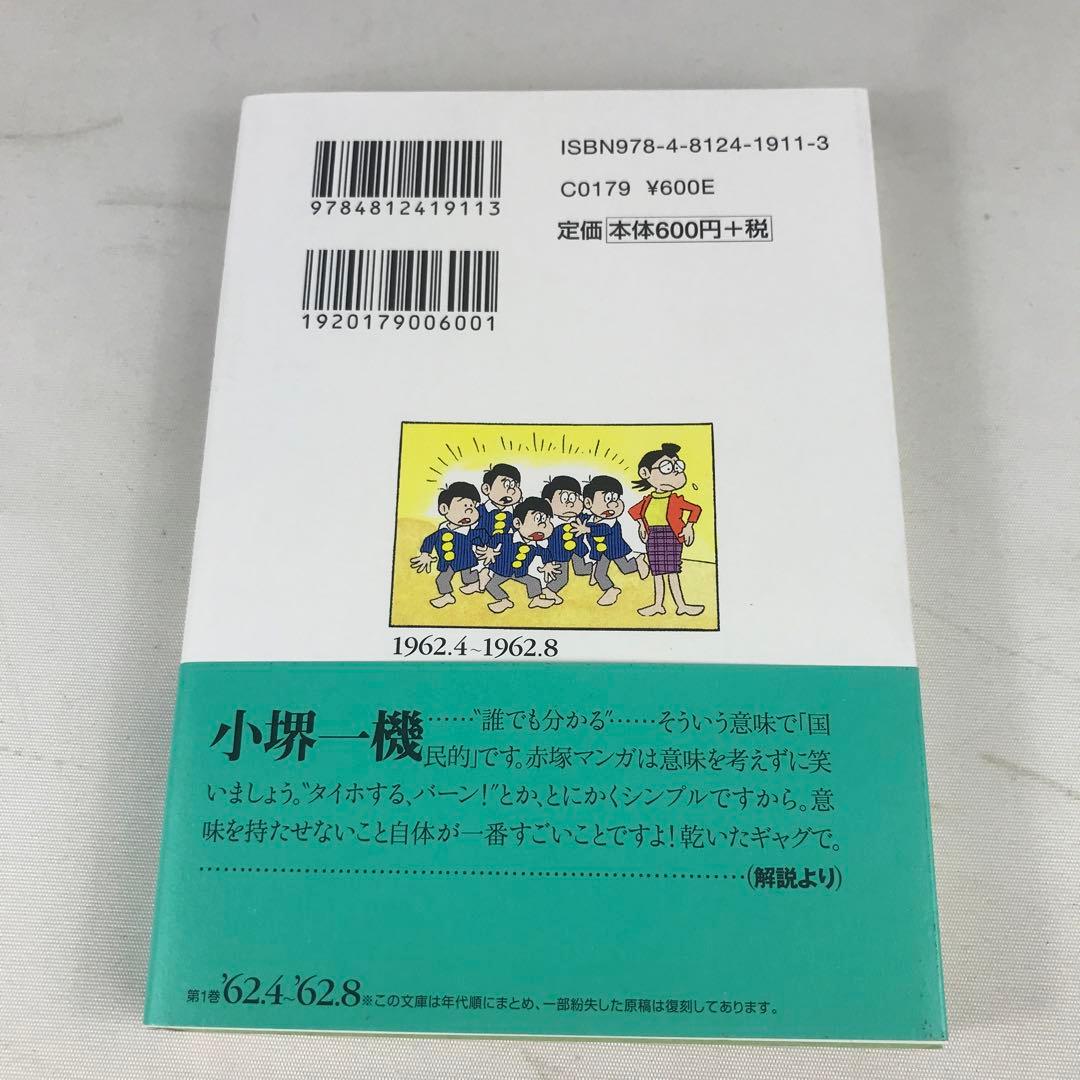 9784812419113
ISBN978-4-8124-1911-3
C0179 ¥600E
定価 本体600円+税
1920179006001
1962.4~1962.8
小堺一機……"誰でも分かる"……そういう意味で「国
民的」です。赤塚マンガは意味を考えずに笑
いましょう。"タイホする、バーン!"とか、とにかくシンプルですから。意
味を持たせないこと自体が一番すごいことですよ!乾いたギャグで。
……………………………………………………(解説より)
第1巻 '62.4~'62.8 ※この文庫は年代順にまとめ、一部紛失した原稿は復刻してあります。